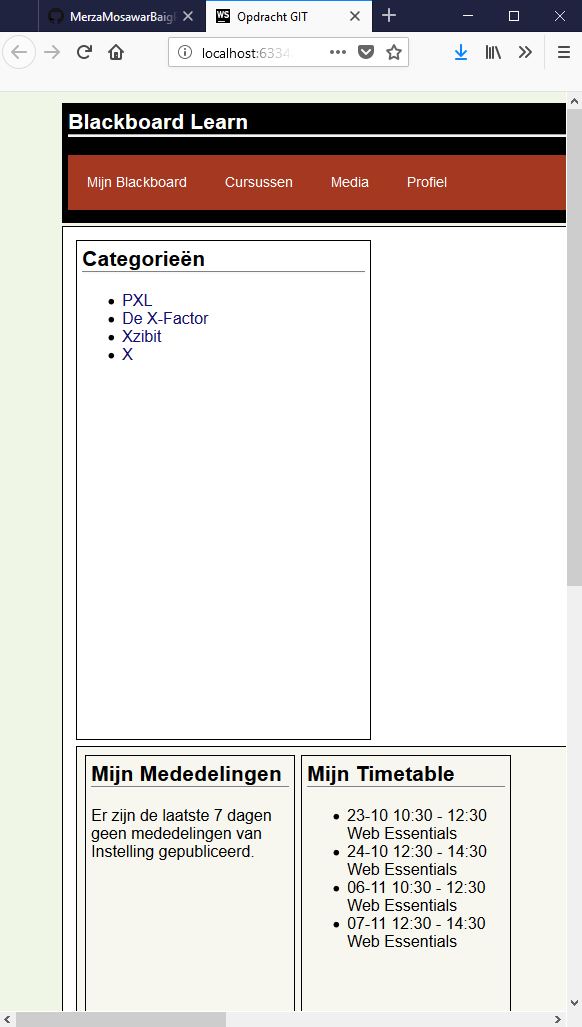 MerzaMosawarBaig
WS Opdracht GIT
localhost:6334
Blackboard Learn
Mijn Blackboard Cursussen Media Profiel
Categorieën
PXL
De X-Factor
Xzibit
X
Mijn Mededelingen
Er zijn de laatste 7 dagen
geen mededelingen van
Instelling gepubliceerd.
Mijn Timetable
23-10 10:30 - 12:30
Web Essentials
24-10 12:30 - 14:30
Web Essentials
06-11 10:30 - 12:30
Web Essentials
07-11 12:30 - 14:30
Web Essentials